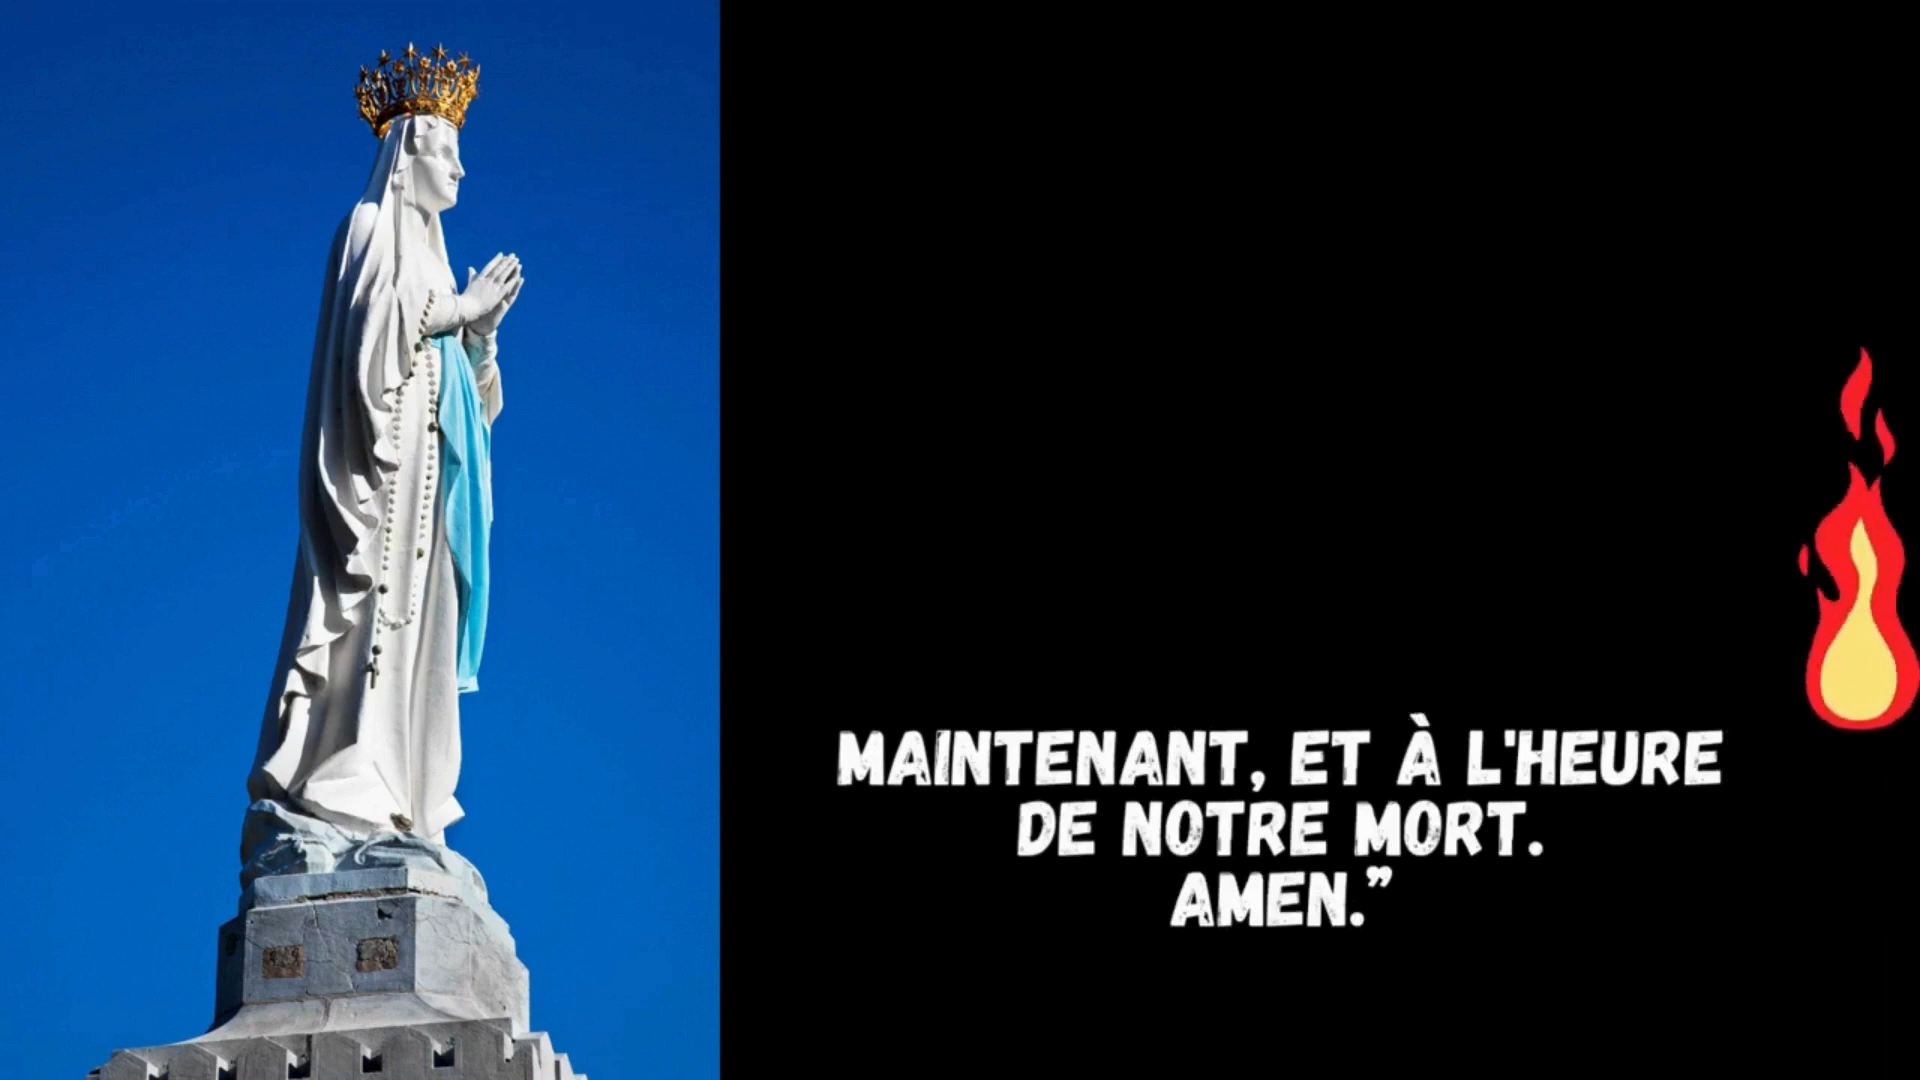 MAINTENANT, ET À L'HEURE
DE NOTRE MORT.
AMEN.”